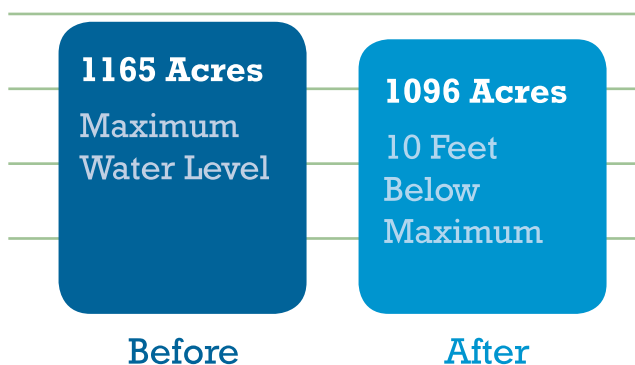 1165 Acres
Maximum
Water Level
Before
1096 Acres
10 Feet
Below
Maximum
After